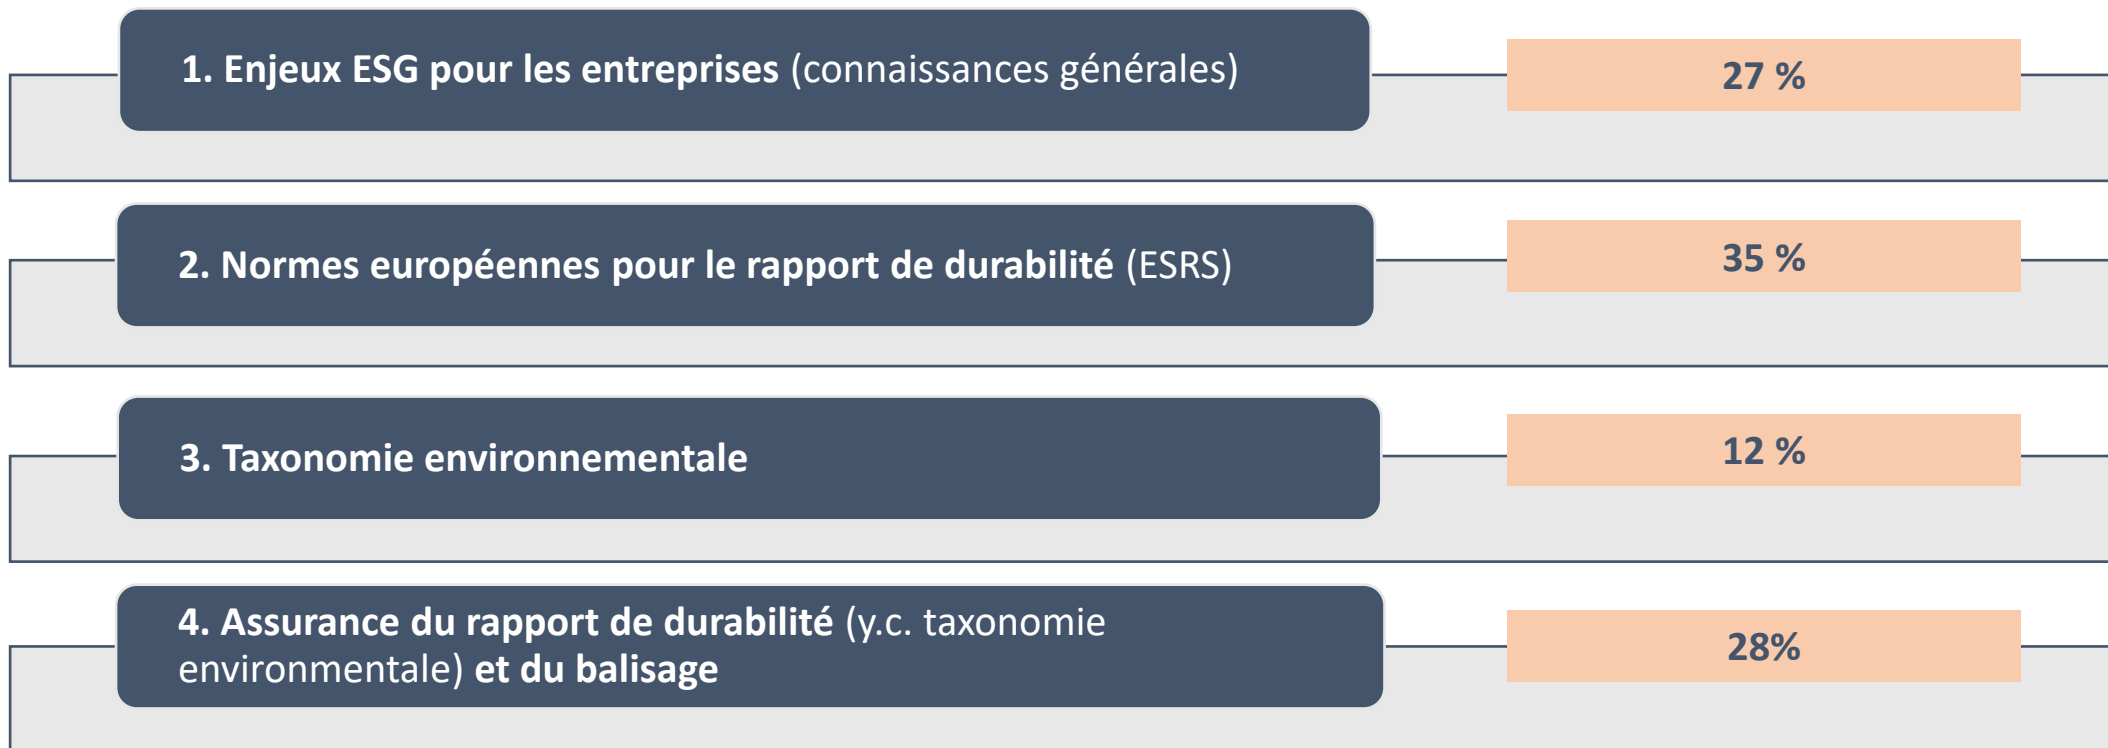 1. Enjeux ESG pour les entreprises (connaissances générales)
27 %
2. Normes européennes pour le rapport de durabilité (ESRS)
35 %
3. Taxonomie environnementale
12 %
4. Assurance du rapport de durabilité (y.c. taxonomie
environmentale) et du balisage
28%